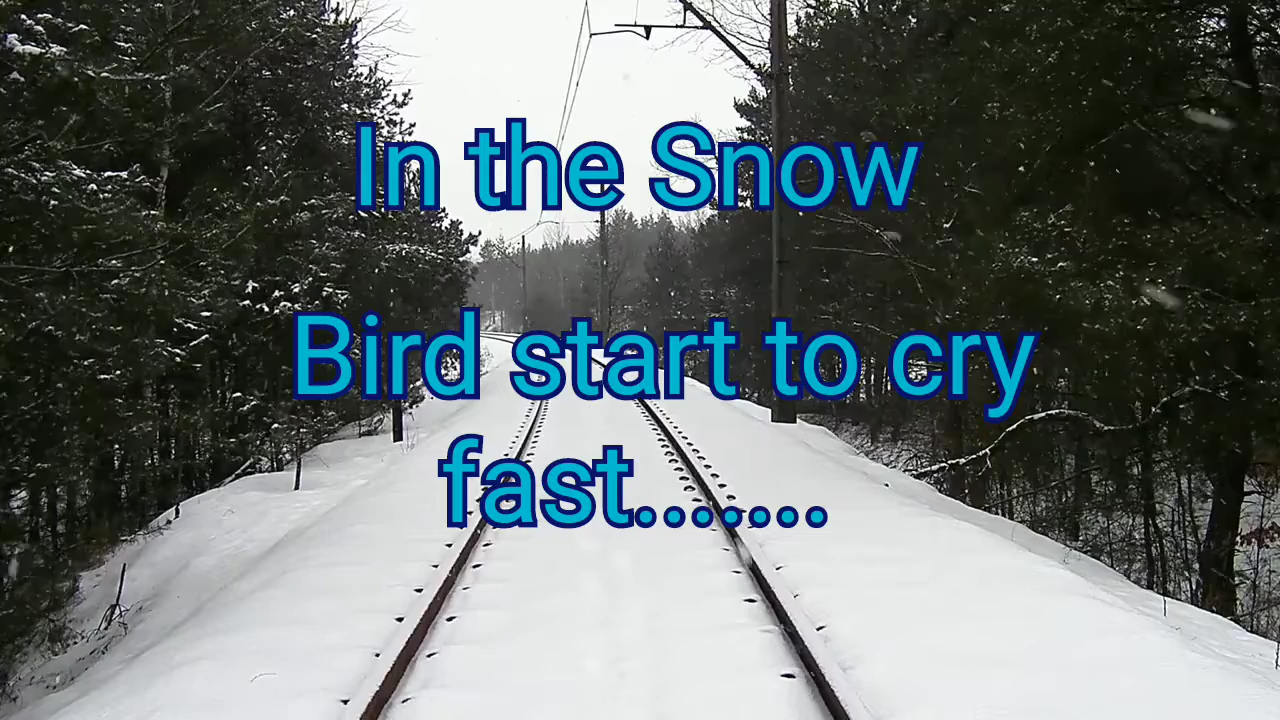 In the Snow
Bird start to cry
fast.......